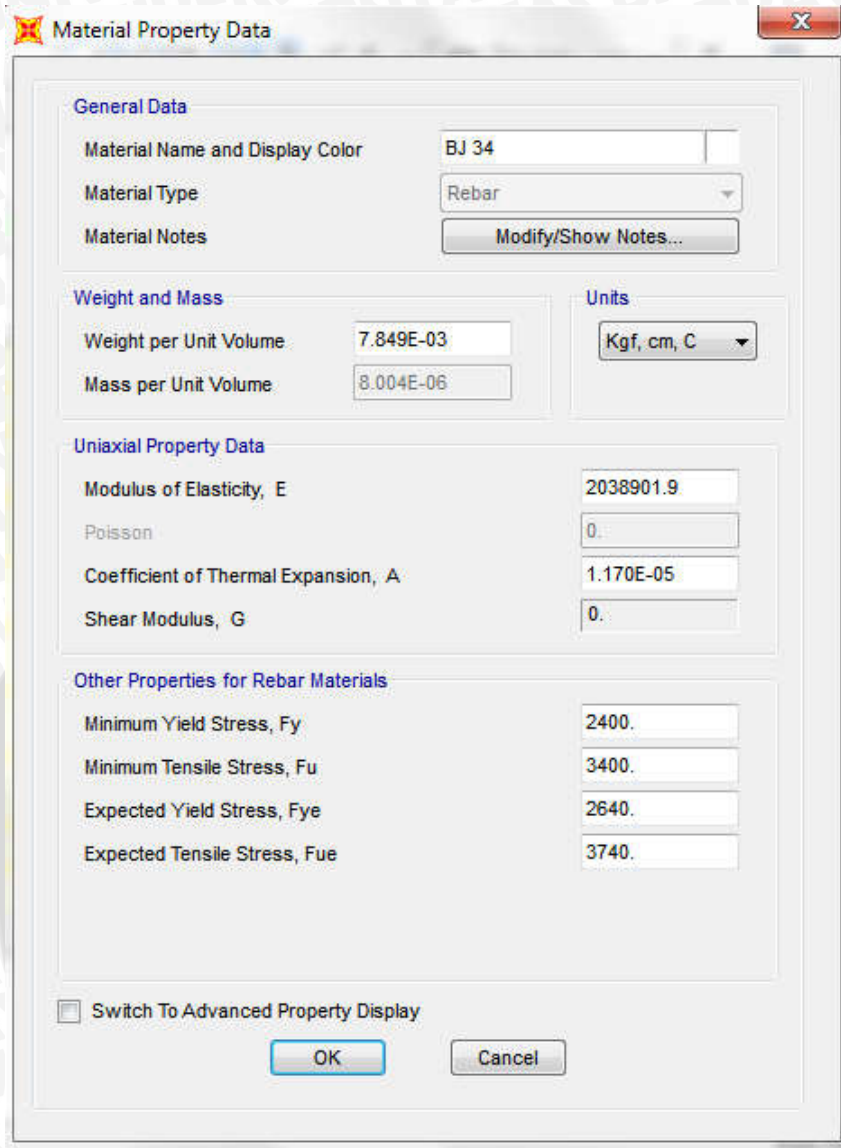 Material Property Data
General Data
Material Name and Display Color BJ 34
Material Type Rebar
Material Notes Modify/Show Notes...
Weight and Mass
Weight per Unit Volume 7.849E-03
Mass per Unit Volume 8.004E-06
Units
Kgf, cm, C
Uniaxial Property Data
Modulus of Elasticity, E 2038901.9
Poisson 0.
Coefficient of Thermal Expansion, A 1.170E-05
Shear Modulus, G 0.
Other Properties for Rebar Materials
Minimum Yield Stress, Fy 2400.
Minimum Tensile Stress, Fu 3400.
Expected Yield Stress, Fye 2640.
Expected Tensile Stress, Fue 3740.
Switch To Advanced Property Display
OK Cancel